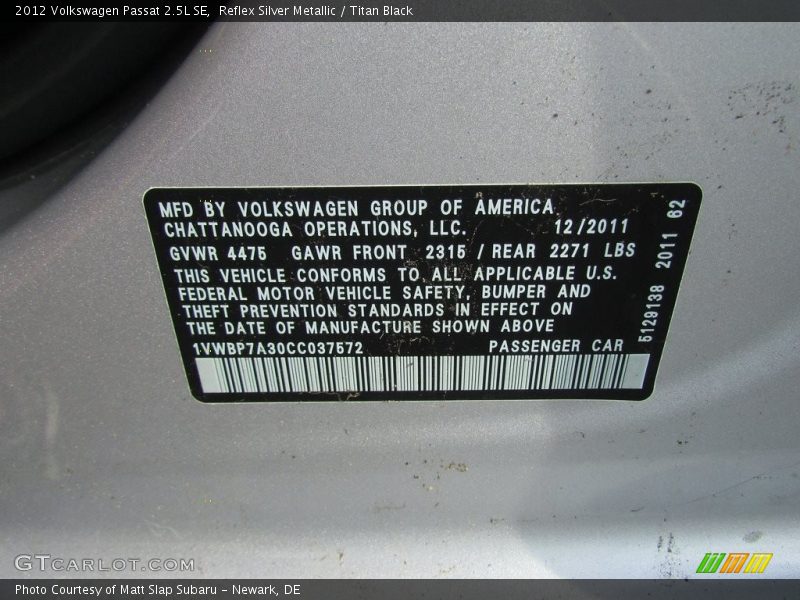 2012 Volkswagen Passat 2.5L SE, Reflex Silver Metallic / Titan Black
MFD BY VOLKSWAGEN GROUP OF AMERICA
CHATTANOOGA OPERATIONS, LLC. 12/2011
GVWR 4475 GAWR FRONT 2315 / REAR 2271 LBS
THIS VEHICLE CONFORMS TO ALL APPLICABLE U.S.
FEDERAL MOTOR VEHICLE SAFETY, BUMPER AND
THEFT PREVENTION STANDARDS IN EFFECT ON
THE DATE OF MANUFACTURE SHOWN ABOVE
1VWBP7A30CC037572 PASSENGER CAR
5129138 2011 62
GTCARLOT.COM
Photo Courtesy of Matt Slap Subaru - Newark, DE